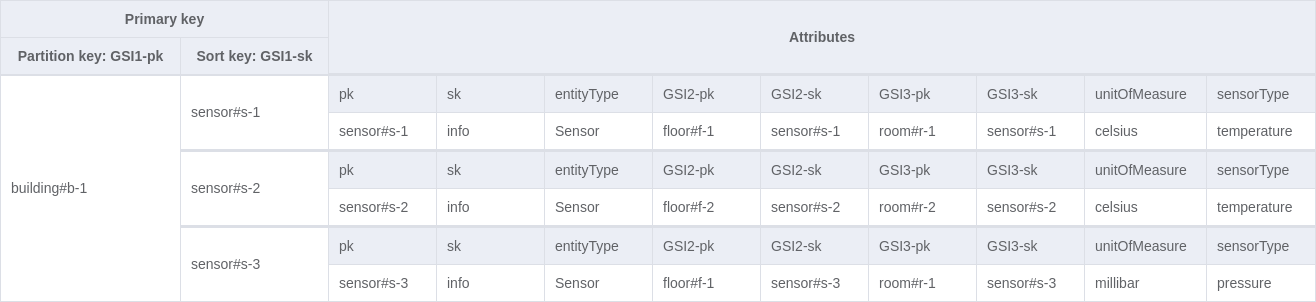 Primary key
Attributes
Partition key: GSI1-pk Sort key: GSI1-sk
pk sk entityType GSI2-pk GSI2-sk GSI3-pk GSI3-sk unitOfMeasure sensorType
sensor#s-1
sensor#s-1 info Sensor floor#f-1 sensor#s-1 room#r-1 sensor#s-1 celsius temperature
pk sk entityType GSI2-pk GSI2-sk GSI3-pk GSI3-sk unitOfMeasure sensorType
building#b-1 sensor#s-2
sensor#s-2 info Sensor floor#f-2 sensor#s-2 room#r-2 sensor#s-2 celsius temperature
pk sk entityType GSI2-pk GSI2-sk GSI3-pk GSI3-sk unitOfMeasure sensorType
sensor#s-3
sensor#s-3 info Sensor floor#f-1 sensor#s-3 room#r-1 sensor#s-3 millibar pressure